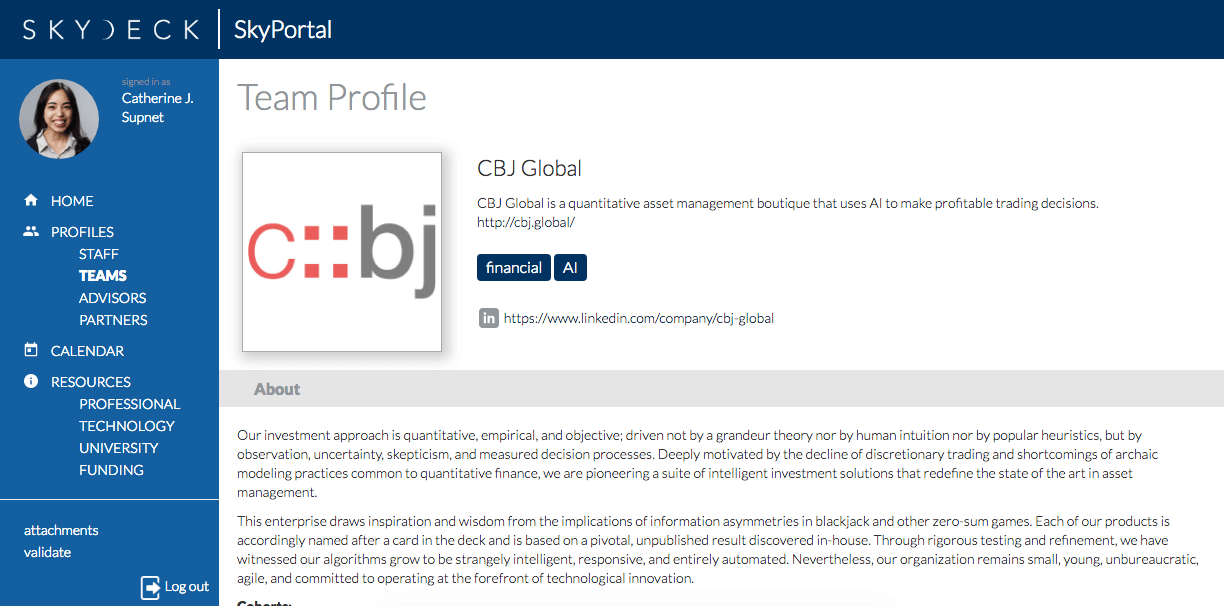 SKYDECK
SkyPortal
signed in as
Catherine J.
Supnet
HOME
PROFILES
STAFF
TEAMS
ADVISORS
PARTNERS
CALENDAR
RESOURCES
PROFESSIONAL
TECHNOLOGY
UNIVERSITY
FUNDING
attachments
validate
Log out
Team Profile
c::bj
CBJ Global
CBJ Global is a quantitative asset management boutique that uses AI to make profitable trading decisions.
http://cbj.global/
financial
AI
in https://www.linkedin.com/company/cbj-global
About
Our investment approach is quantitative, empirical, and objective; driven not by a grandeur theory nor by human intuition nor by popular heuristics, but by
observation, uncertainty, skepticism, and measured decision processes. Deeply motivated by the decline of discretionary trading and shortcomings of archaic
modeling practices common to quantitative finance, we are pioneering a suite of intelligent investment solutions that redefine the state of the art in asset
management.
This enterprise draws inspiration and wisdom from the implications of information asymmetries in blackjack and other zero-sum games. Each of our products is
accordingly named after a card in the deck and is based on a pivotal, unpublished result discovered in-house. Through rigorous testing and refinement, we have
witnessed our algorithms grow to be strangely intelligent, responsive, and entirely automated. Nevertheless, our organization remains small, young, unbureaucratic,
agile, and committed to operating at the forefront of technological innovation.
Cohorts: